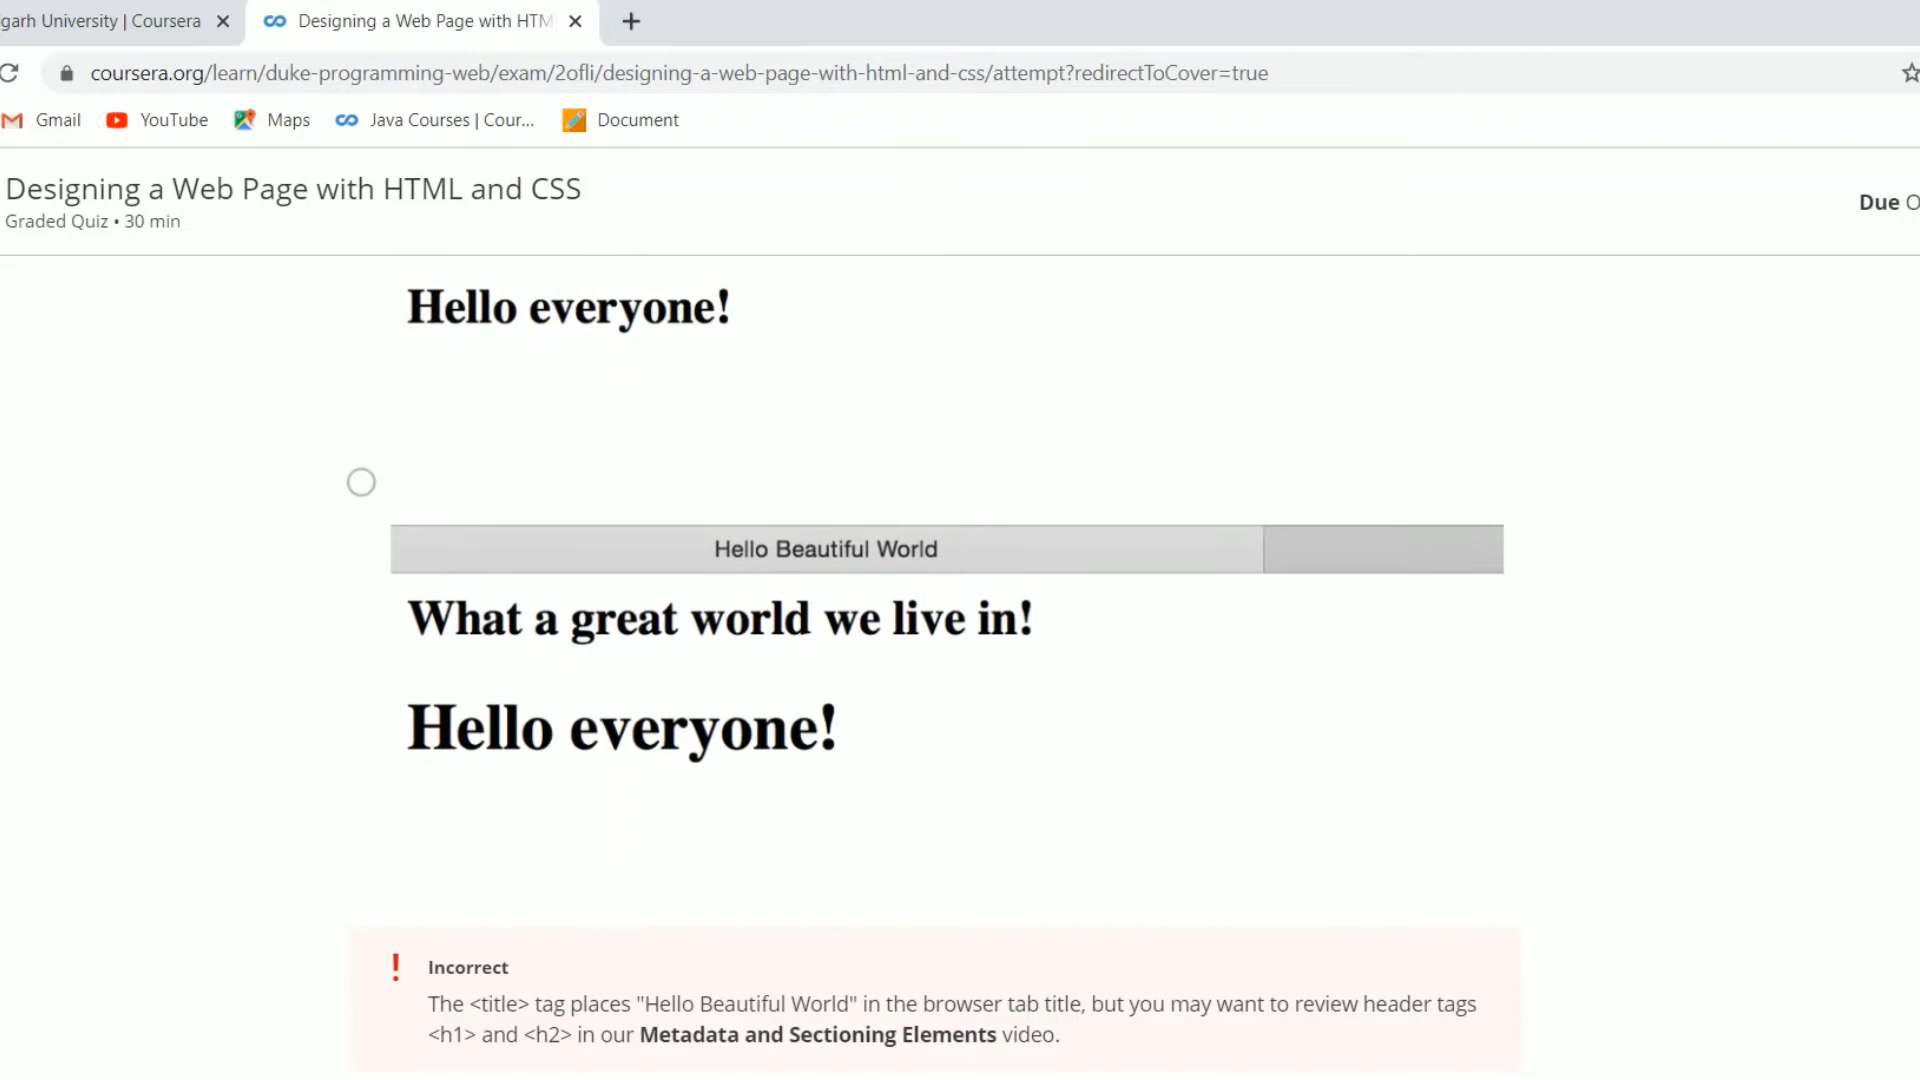 garh University | Coursera
Designing a Web Page with HTM
coursera.org/learn/duke-programming-web/exam/2ofli/designing-a-web-page-with-html-and-css/attempt?redirectToCover=true
Gmail YouTube Maps Java Courses | Cour... Document
Designing a Web Page with HTML and CSS
Graded Quiz • 30 min
Due O
Hello everyone!
Hello Beautiful World
What a great world we live in!
Hello everyone!
Incorrect
The <title> tag places "Hello Beautiful World" in the browser tab title, but you may want to review header tags
<h1> and <h2> in our Metadata and Sectioning Elements video.